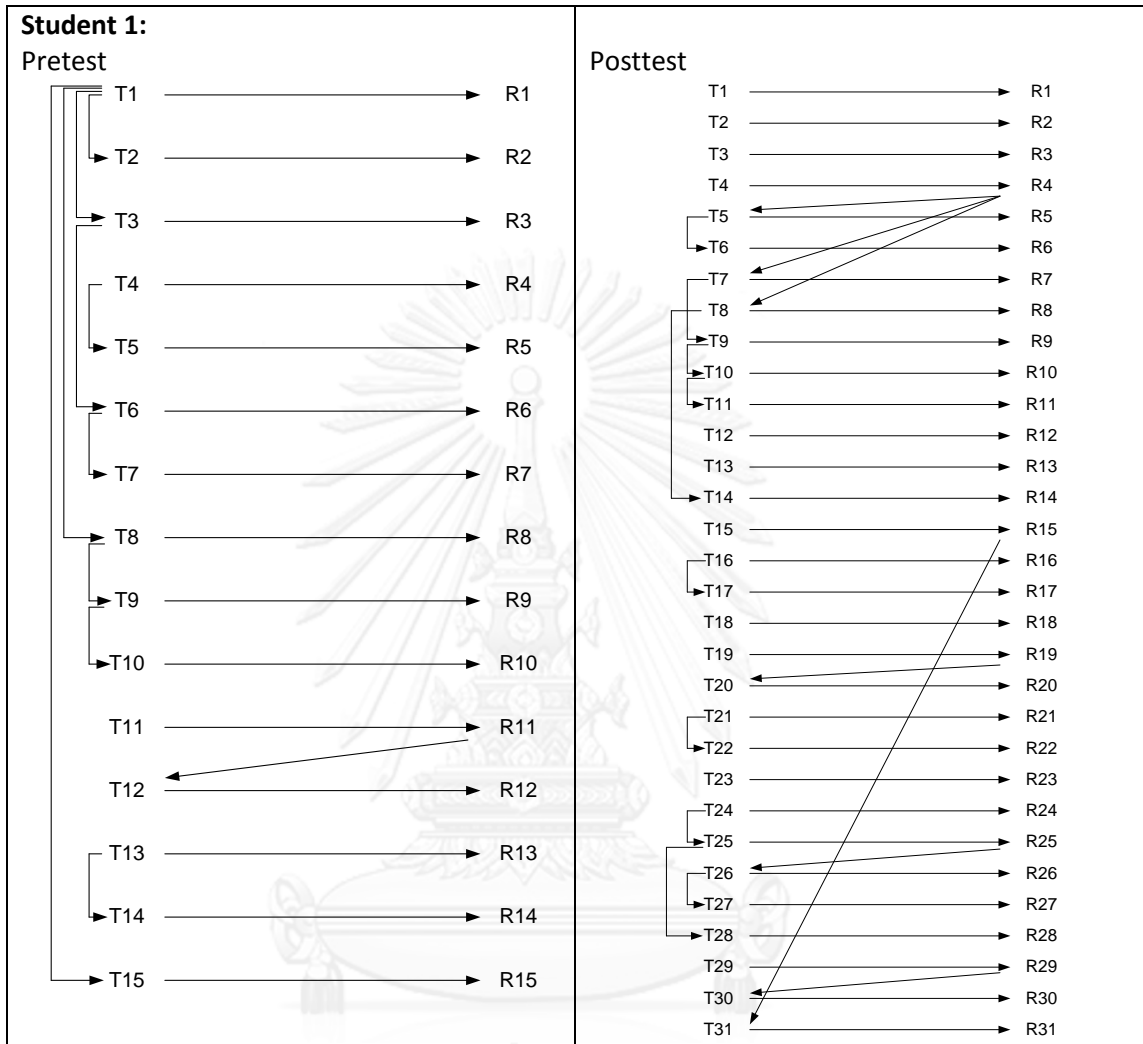 Student 1:
Pretest
T1 R1
T2 R2
T3 R3
T4 R4
T5 R5
T6 R6
T7 R7
T8 R8
T9 R9
T10 R10
T11 R11
T12 R12
T13 R13
T14 R14
T15 R15
Posttest
T1 R1
T2 R2
T3 R3
T4 R4
T5 R5
T6 R6
T7 R7
T8 R8
T9 R9
T10 R10
T11 R11
T12 R12
T13 R13
T14 R14
T15 R15
T16 R16
T17 R17
T18 R18
T19 R19
T20 R20
T21 R21
T22 R22
T23 R23
T24 R24
T25 R25
T26 R26
T27 R27
T28 R28
T29 R29
T30 R30
T31 R31